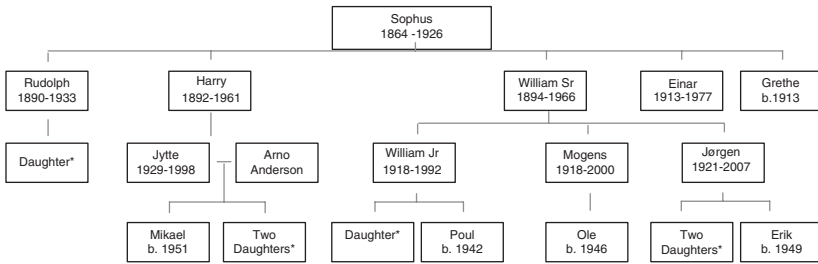 Sophus
1864 -1926
Rudolph
1890-1933
Harry
1892-1961
William Sr
1894-1966
Einar
1913-1977
Grethe
b.1913
Daughter*
Jytte
1929-1998
Arno
Anderson
William Jr
1918-1992
Mogens
1918-2000
Jørgen
1921-2007
Mikael
b. 1951
Two
Daughters*
Daughter*
Poul
b. 1942
Ole
b. 1946
Two
Daughters*
Erik
b. 1949